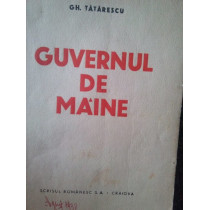 GH. TĂTĂRESCU
GUVERNUL
DE
MÂINE
SCRISUL ROMÂNESC S.A. - CRAIOVA